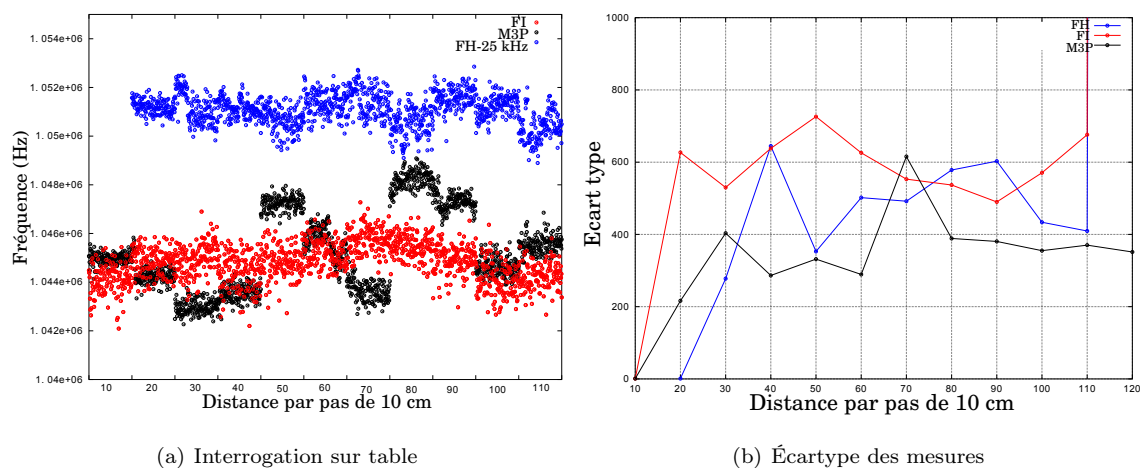 1. 054e+06
1. 052e+06
1. 05e+06
1. 048e+06
1. 046e+06
1. 044e+06
1. 042e+06
1. 04e+06
Fréquence (Hz)
FI
M3P
FH-25 kHz
10 20 30 40 50 60 70 80 90 100 110
Distance par pas de 10 cm
(a) Interrogation sur table
1000
800
600
400
200
0
Ecart type
FH
FI
M3P
10 20 30 40 50 60 70 80 90 100 110 120
Distance par pas de 10 cm
(b) Écartype des mesures